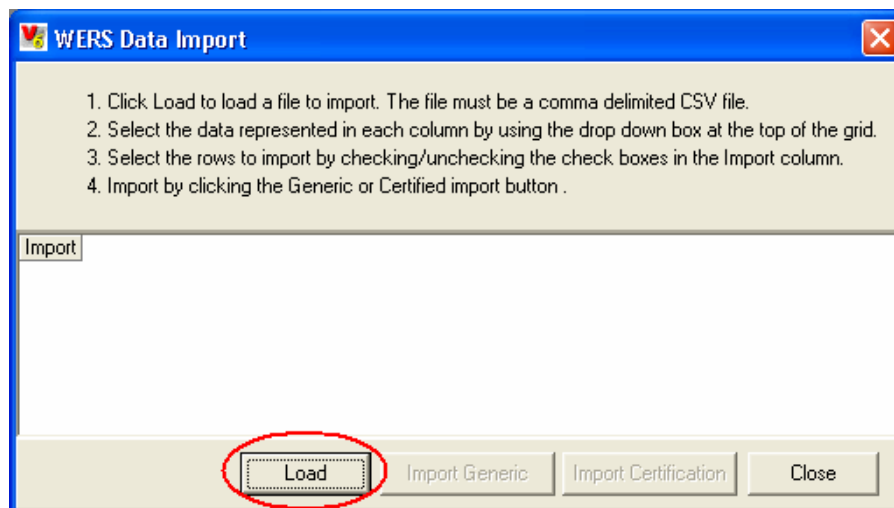 WERS Data Import
1. Click Load to load a file to import. The file must be a comma delimited CSV file.
2. Select the data represented in each column by using the drop down box at the top of the grid.
3. Select the rows to import by checking/unchecking the check boxes in the Import column.
4. Import by clicking the Generic or Certified import button .
Import
Load Import Generic Import Certification Close